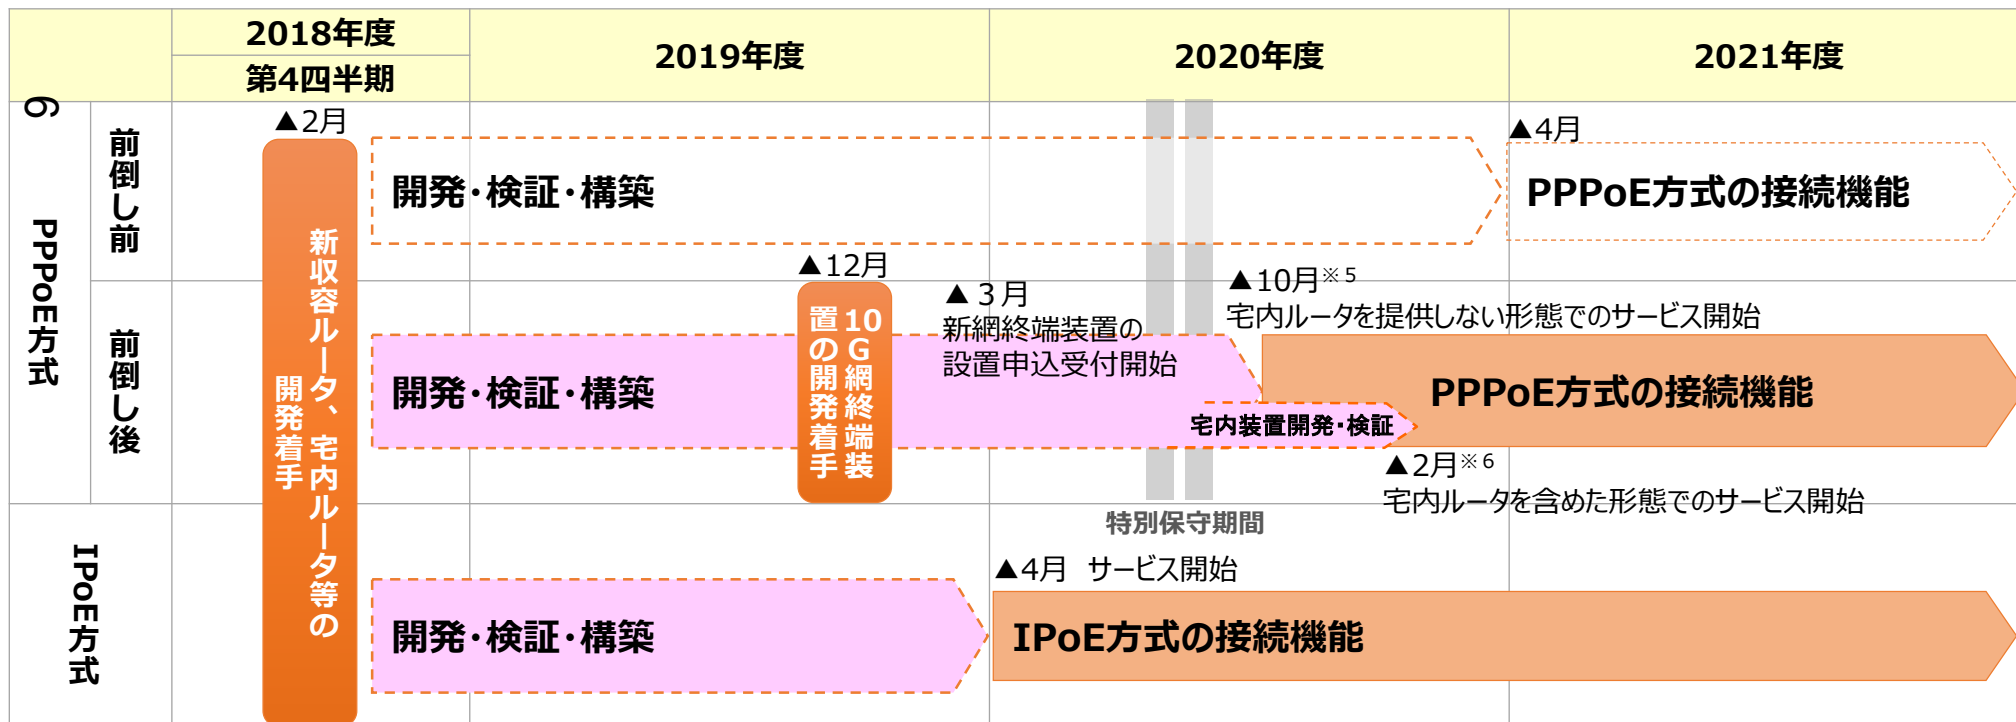 2018年度
第4四半期
2019年度
2020年度
2021年度
6
PPPoE方式
前倒し前
▲2月
新収容ルータ、宅内ルータ等の
開発着手
開発・検証・構築
▲4月
PPPoE方式の接続機能
前倒し後
開発・検証・構築
▲12月
10G網終端装
置の開発着手
▲３月
新網終端装置の
設置申込受付開始
▲10月※5
宅内ルータを提供しない形態でのサービス開始
PPPoE方式の接続機能
宅内装置開発・検証
▲2月※6
宅内ルータを含めた形態でのサービス開始
特別保守期間
IPoE方式
開発・検証・構築
▲4月　サービス開始
IPoE方式の接続機能